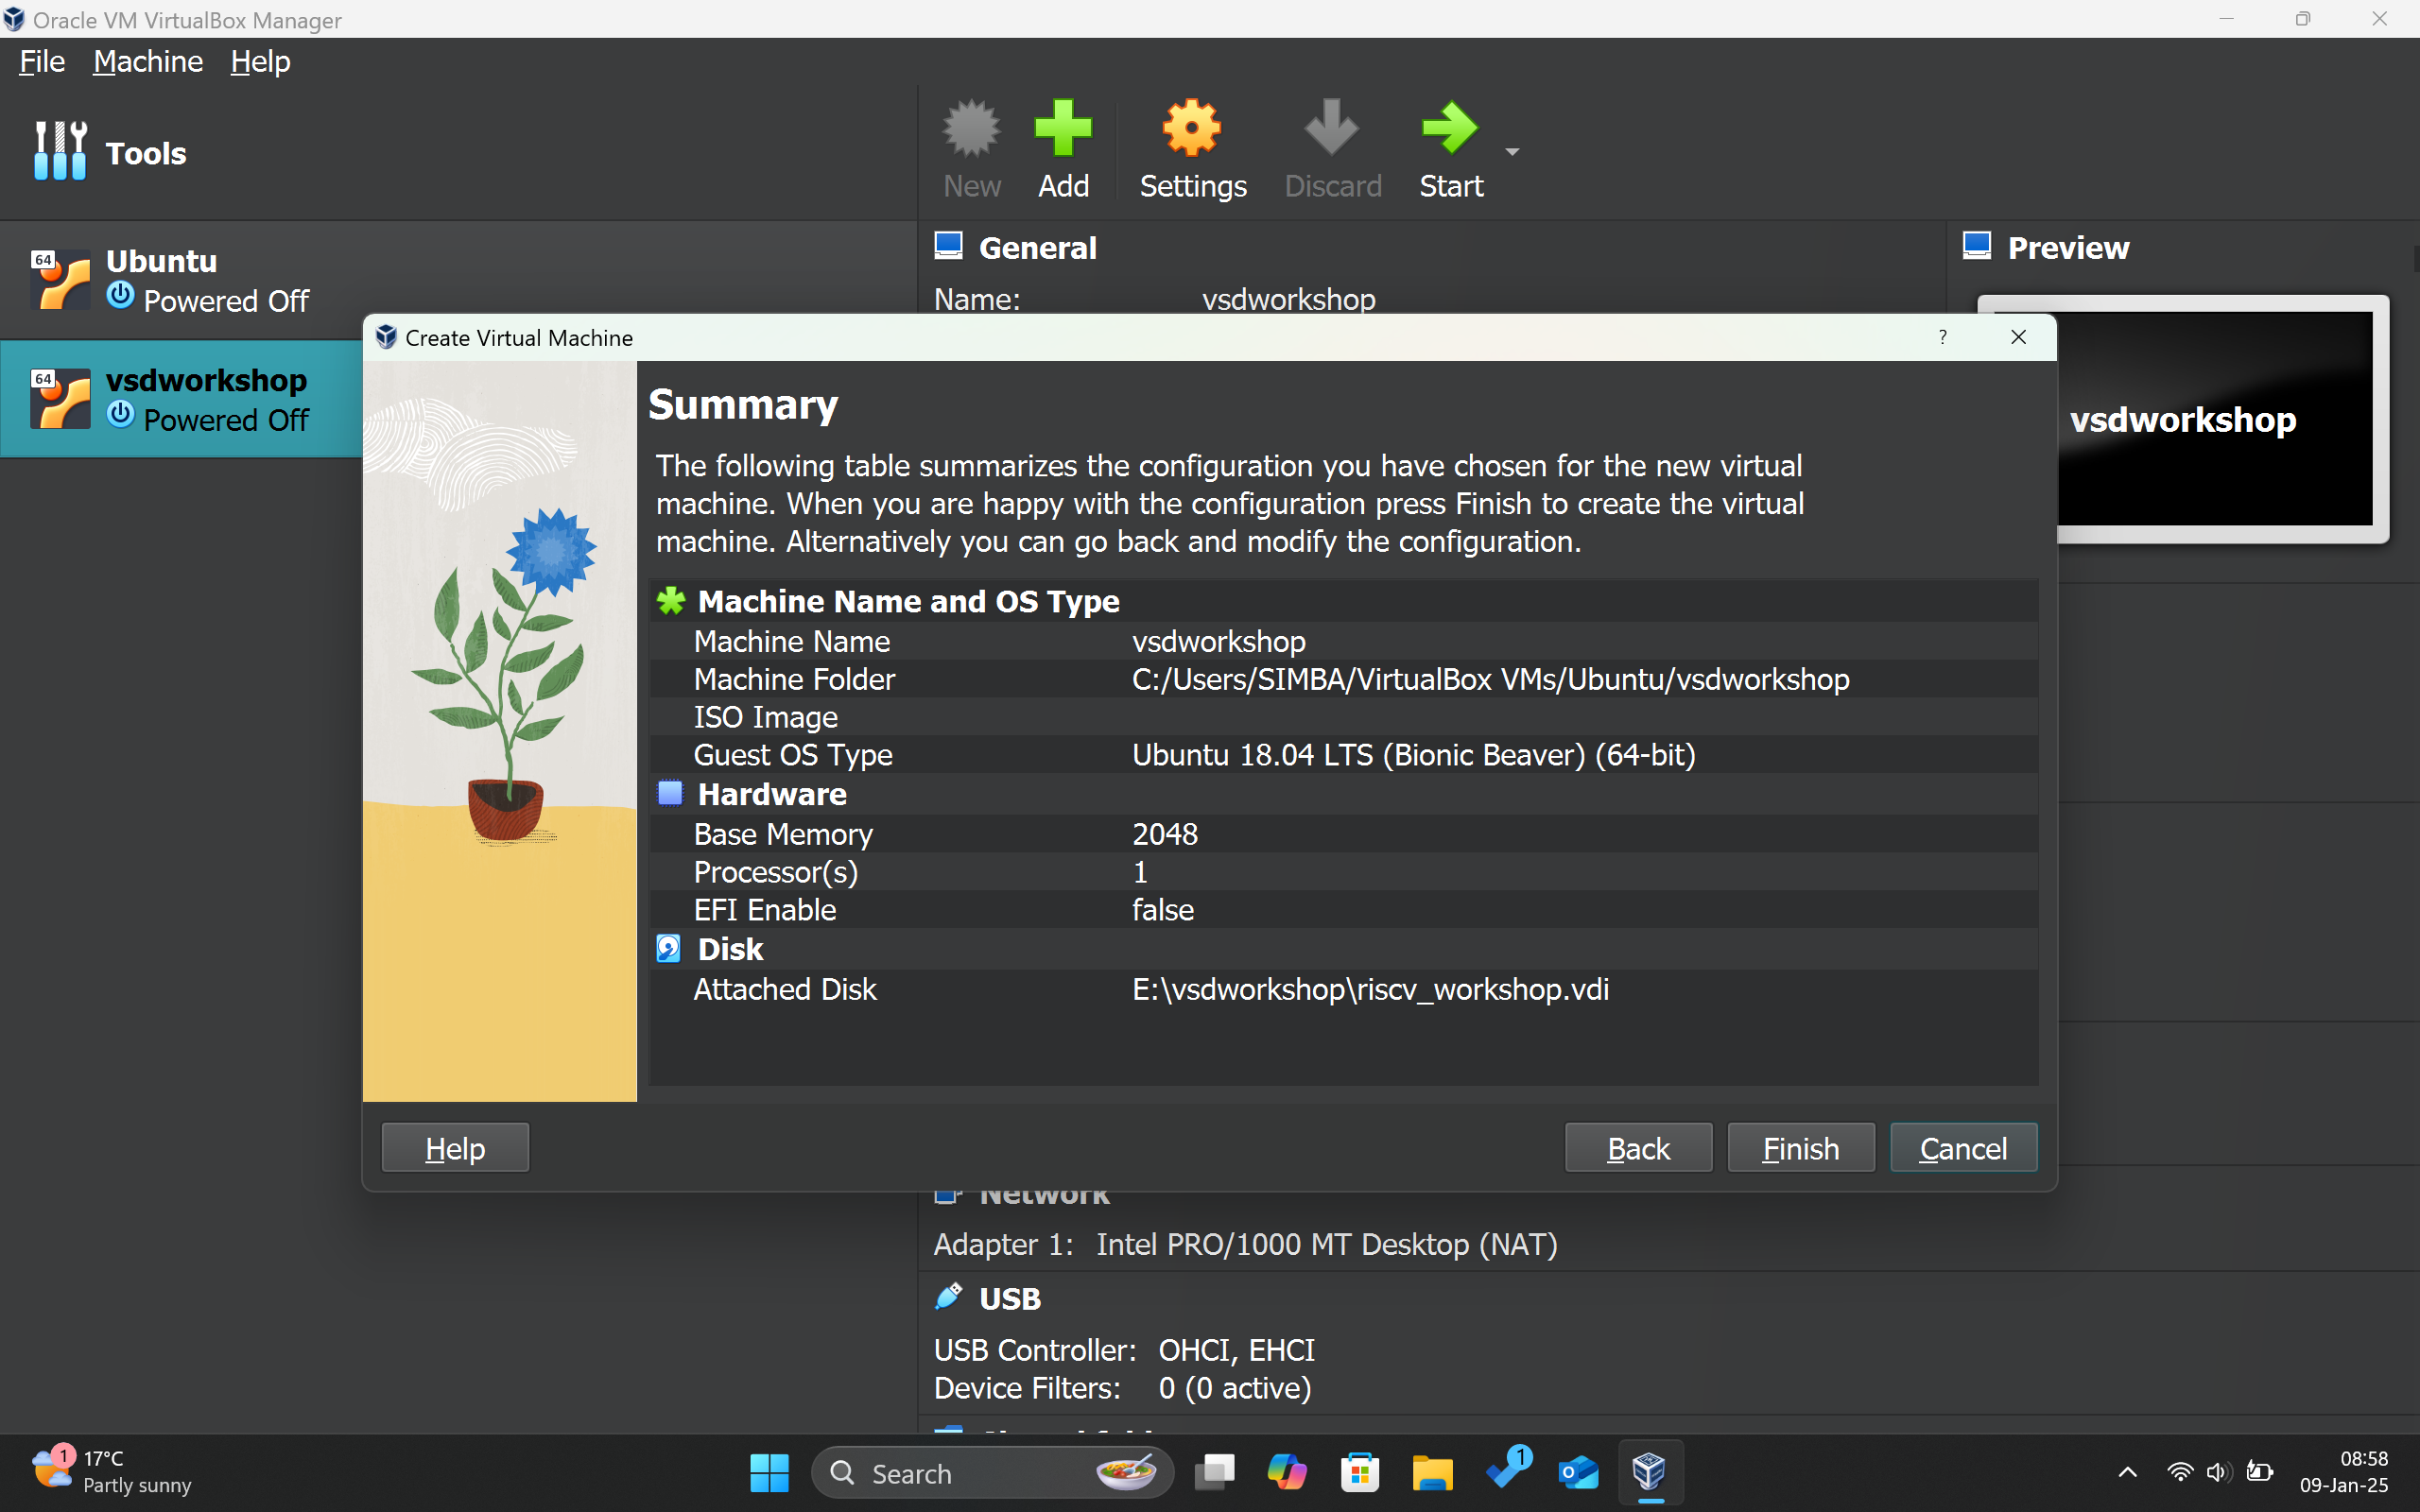 Oracle VM VirtualBox Manager
File Machine Help
Tools
New Add Settings Discard Start
64 Ubuntu
Powered Off
64 vsdworkshop
Powered Off
General
Name: vsdworkshop
Preview
vsdworkshop
Create Virtual Machine ?
Summary
The following table summarizes the configuration you have chosen for the new virtual
machine. When you are happy with the configuration press Finish to create the virtual
machine. Alternatively you can go back and modify the configuration.
Machine Name and OS Type
Machine Name vsdworkshop
Machine Folder C:/Users/SIMBA/VirtualBox VMs/Ubuntu/vsdworkshop
ISO Image
Guest OS Type Ubuntu 18.04 LTS (Bionic Beaver) (64-bit)
Hardware
Base Memory 2048
Processor(s) 1
EFI Enable false
Disk
Attached Disk E:\vsdworkshop\riscv_workshop.vdi
Help Back Finish Cancel
Network
Adapter 1: Intel PRO/1000 MT Desktop (NAT)
USB
USB Controller: OHCI, EHCI
Device Filters: 0 (0 active)
1 17°C
Partly sunny
Search
1
08:58
09-Jan-25